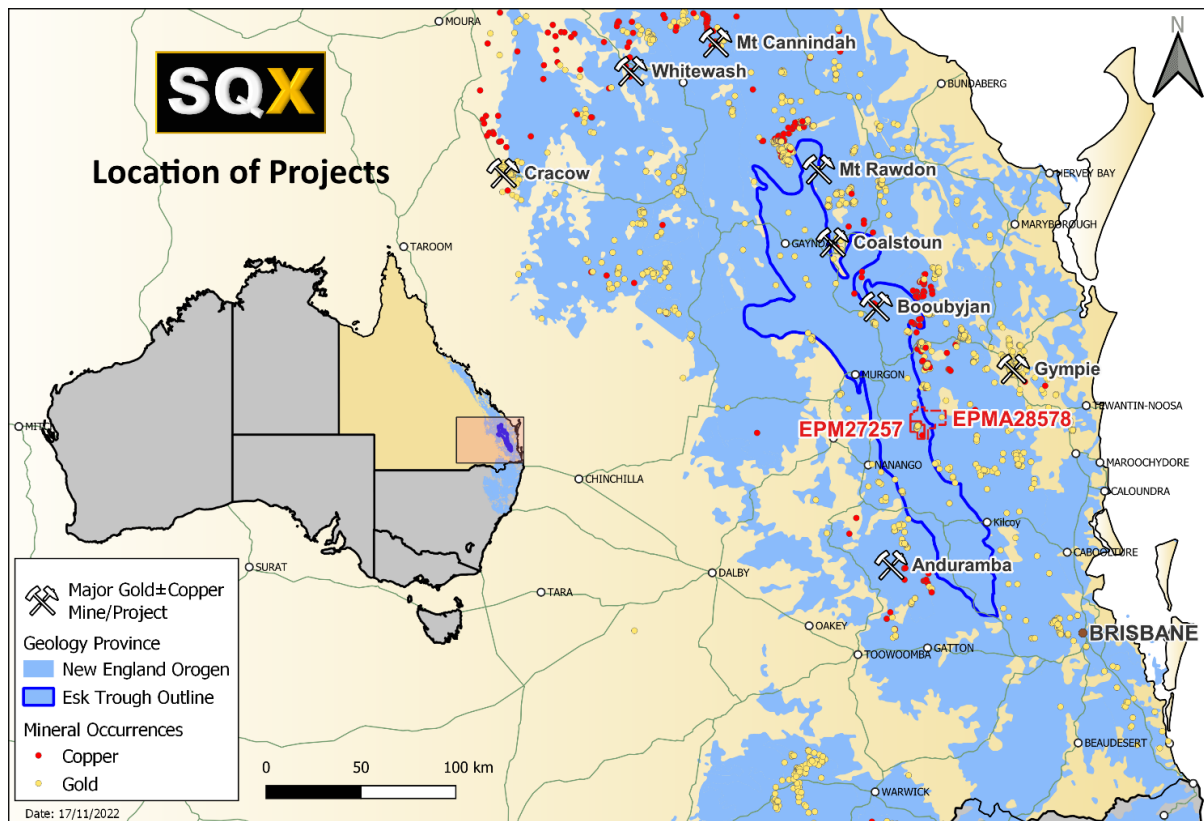 SQX
Location of Projects
N
MOURA
Mt Cannindah
Whitewash
BUNDABERG
Cracow
Mt Rawdon
HERVEY BAY
MARYBOROUGH
TAROOM
GAYNDAH
Coalstoun
Booubyjan
Gympie
MURGON
TEWANTIN-NOOSA
EPM27257
EPMA28578
MIT
NANANGO
MAROOCHYDORE
CHINCHILLA
CALOUNDRA
Kilcoy
CABOOLTURE
SURAT
Anduramba
DALBY
TARA
OAKEY
BRISBANE
TOOWOOMBA
GATTON
BEAUDESERT
WARWICK
Major Gold±Copper
Mine/Project
Geology Province
New England Orogen
Esk Trough Outline
Mineral Occurrences
Copper
Gold
0 50 100 km
Date: 17/11/2022